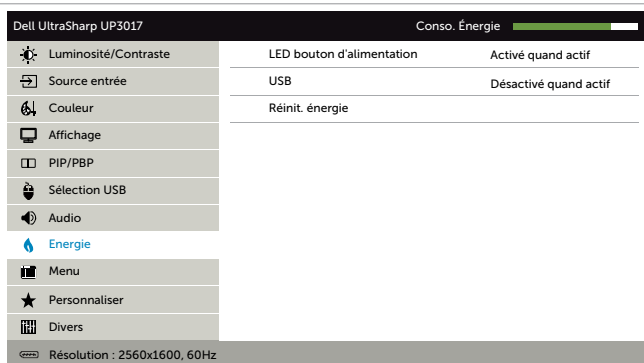 Dell UltraSharp UP3017 Conso. Énergie
Luminosité/Contraste LED bouton d'alimentation Activé quand actif
Source entrée USB Désactivé quand actif
Couleur Réinit. énergie
Affichage
PIP/PBP
Sélection USB
Audio
Energie
Menu
Personnaliser
Divers
Résolution : 2560x1600, 60Hz